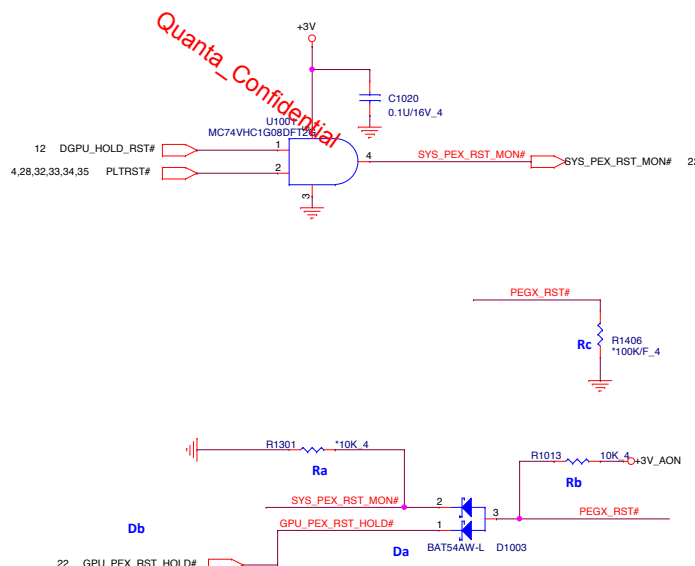 +3V
Quanta_Confidential
C1020
0.1U/16V_4
U1001
MC74VHC1G08DFT2G
5
12 DGPU_HOLD_RST#
1
4
SYS_PEX_RST_MON#
SYS_PEX_RST_MON# 22
4,28,32,33,34,35 PLTRST#
2
3
PEGX_RST#
Rc
R1406
*100K/F_4
R1301 *10K_4
Ra
R1013 10K_4 +3V_AON
Rb
SYS_PEX_RST_MON# 2
3 PEGX_RST#
GPU_PEX_RST_HOLD# 1
Db
Da
BAT54AW-L D1003
22 GPU_PEX_RST_HOLD#